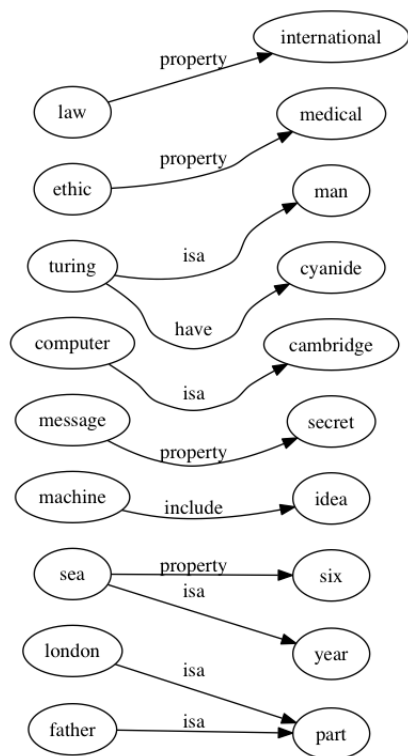 international
property
law
medical
property
ethic
man
isa
turing
cyanide
have
computer
cambridge
isa
message
secret
property
machine
idea
include
sea
property
six
isa
london
year
isa
father
isa
part